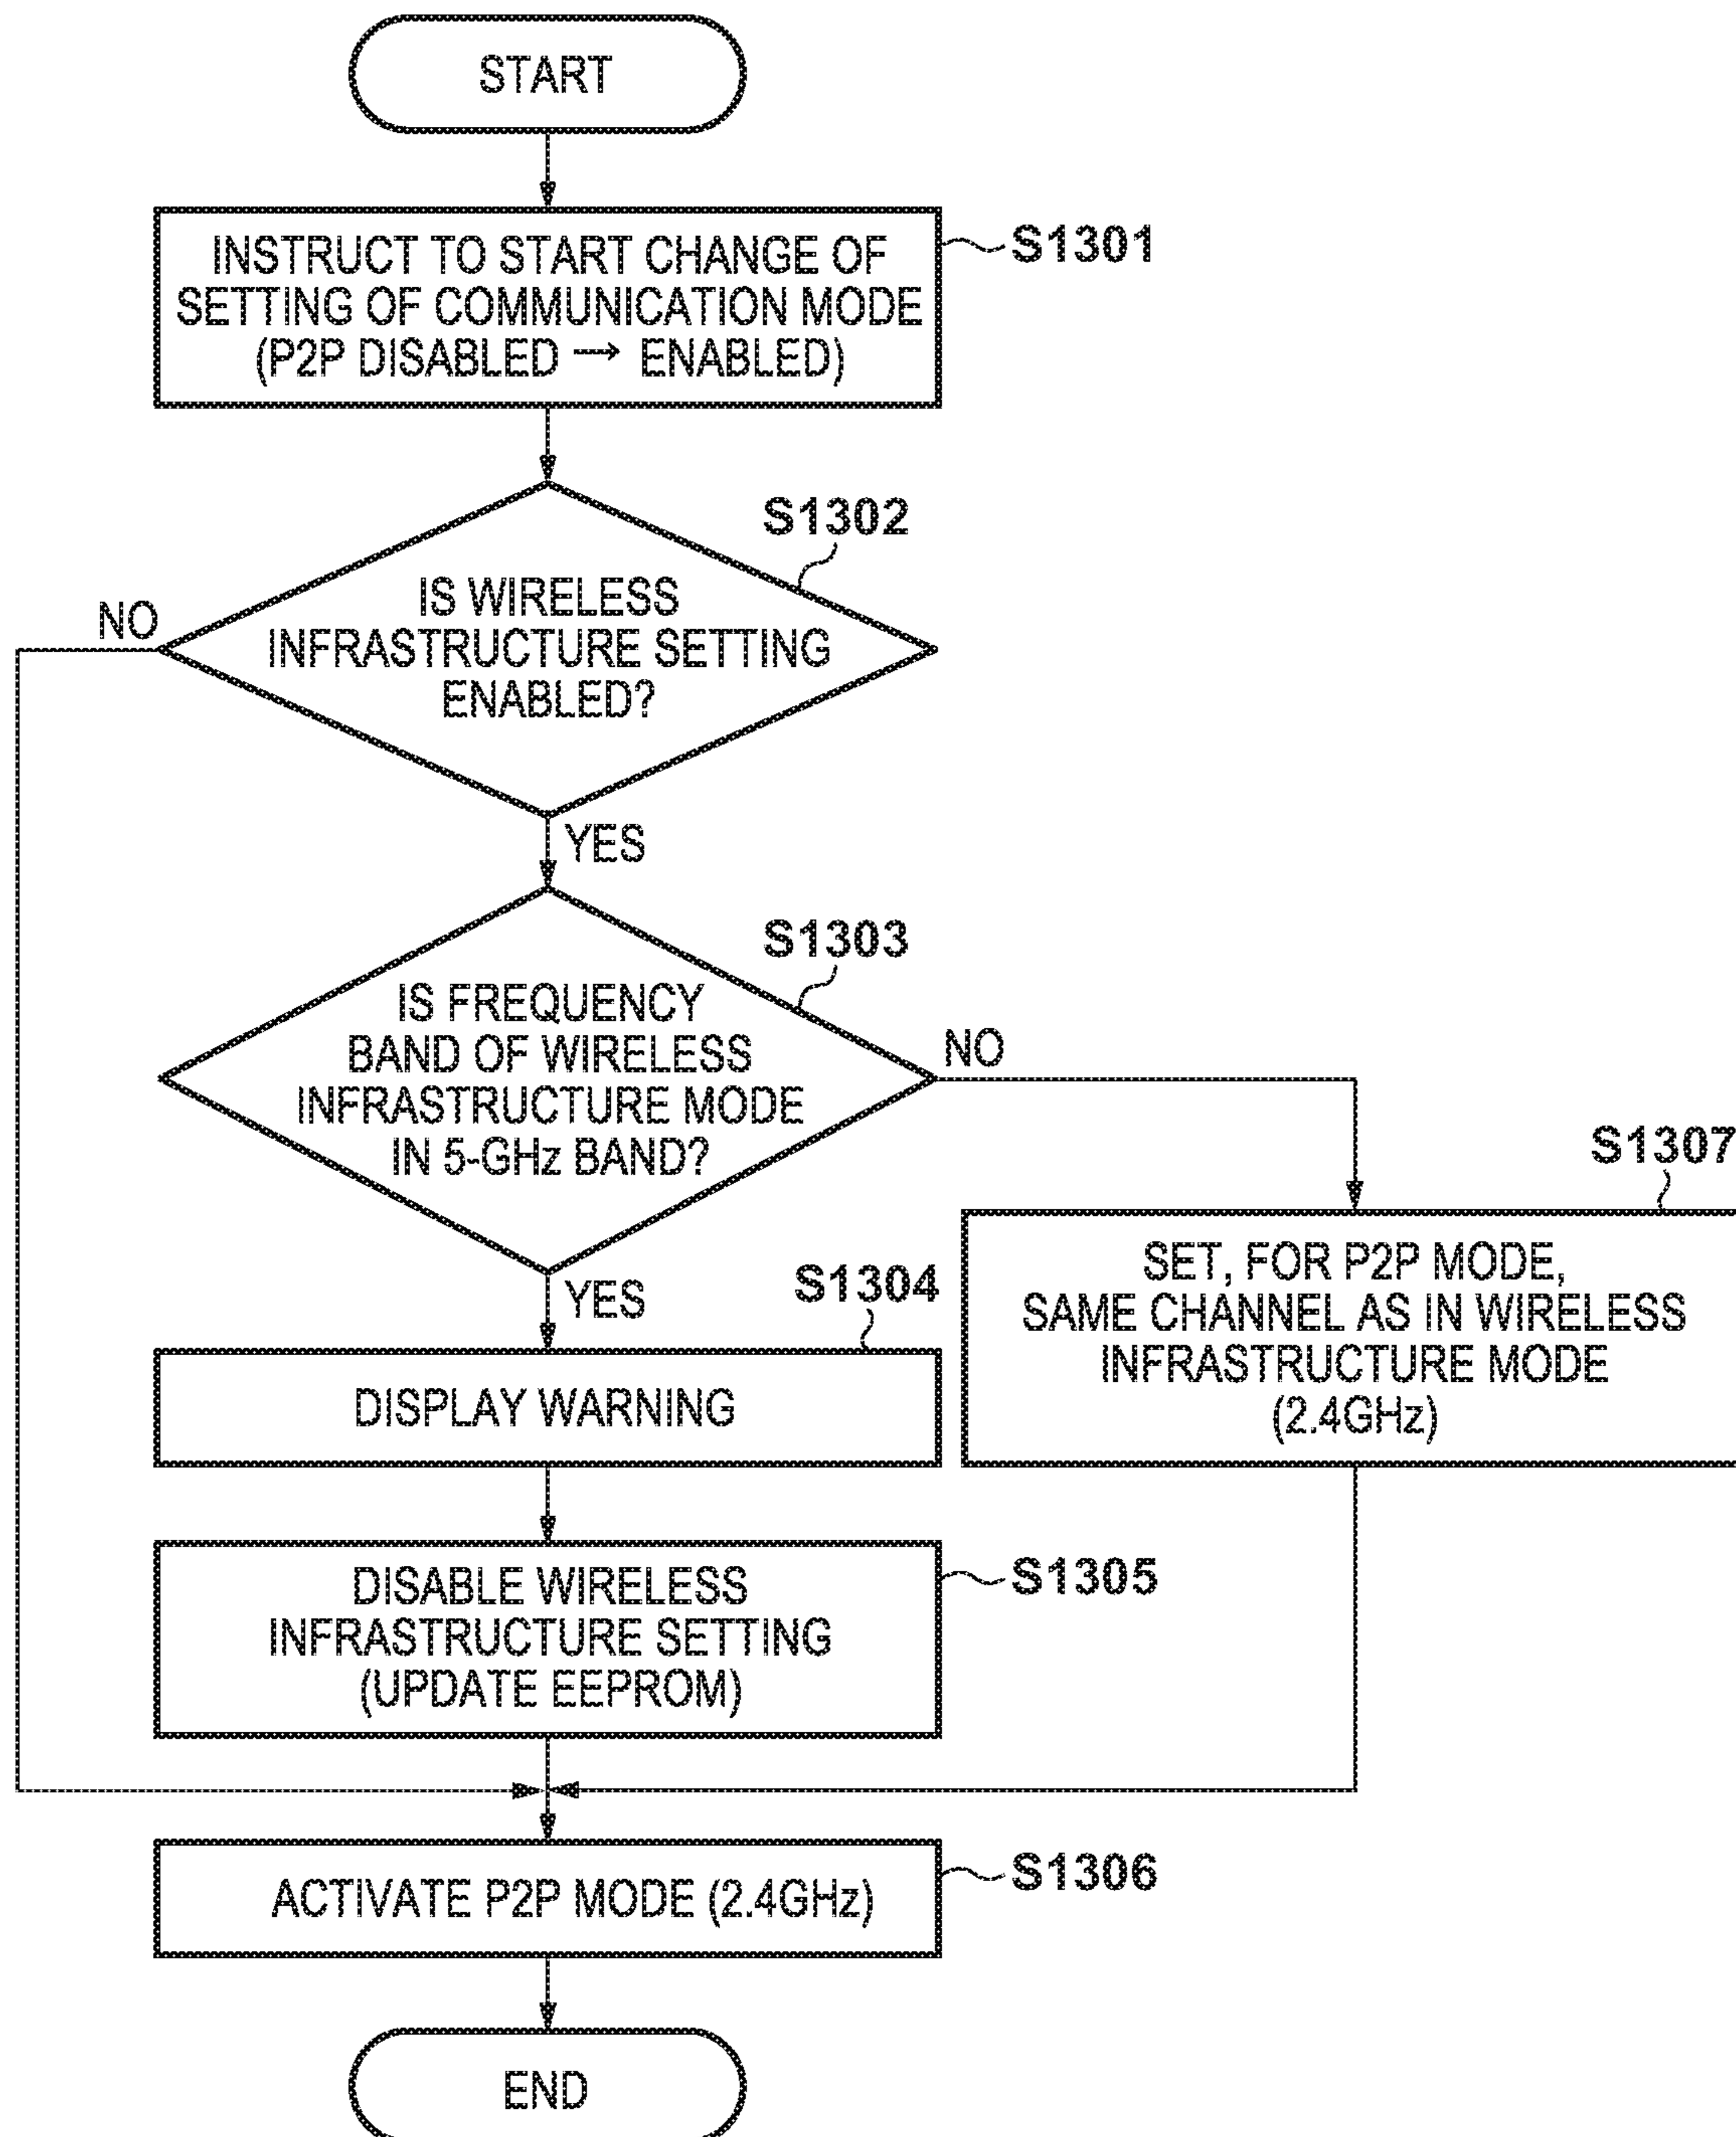 START
INSTRUCT TO START CHANGE OF
SETTING OF COMMUNICATION MODE
(P2P DISABLED → ENABLED)
S1301
S1302
IS WIRELESS
INFRASTRUCTURE SETTING
ENABLED?
NO
YES
S1303
IS FREQUENCY
BAND OF WIRELESS
INFRASTRUCTURE MODE
IN 5-GHz BAND?
NO
YES
S1307
SET, FOR P2P MODE,
SAME CHANNEL AS IN WIRELESS
INFRASTRUCTURE MODE
(2.4GHz)
S1304
DISPLAY WARNING
DISABLE WIRELESS
INFRASTRUCTURE SETTING
(UPDATE EEPROM)
S1305
ACTIVATE P2P MODE (2.4GHz)
S1306
END